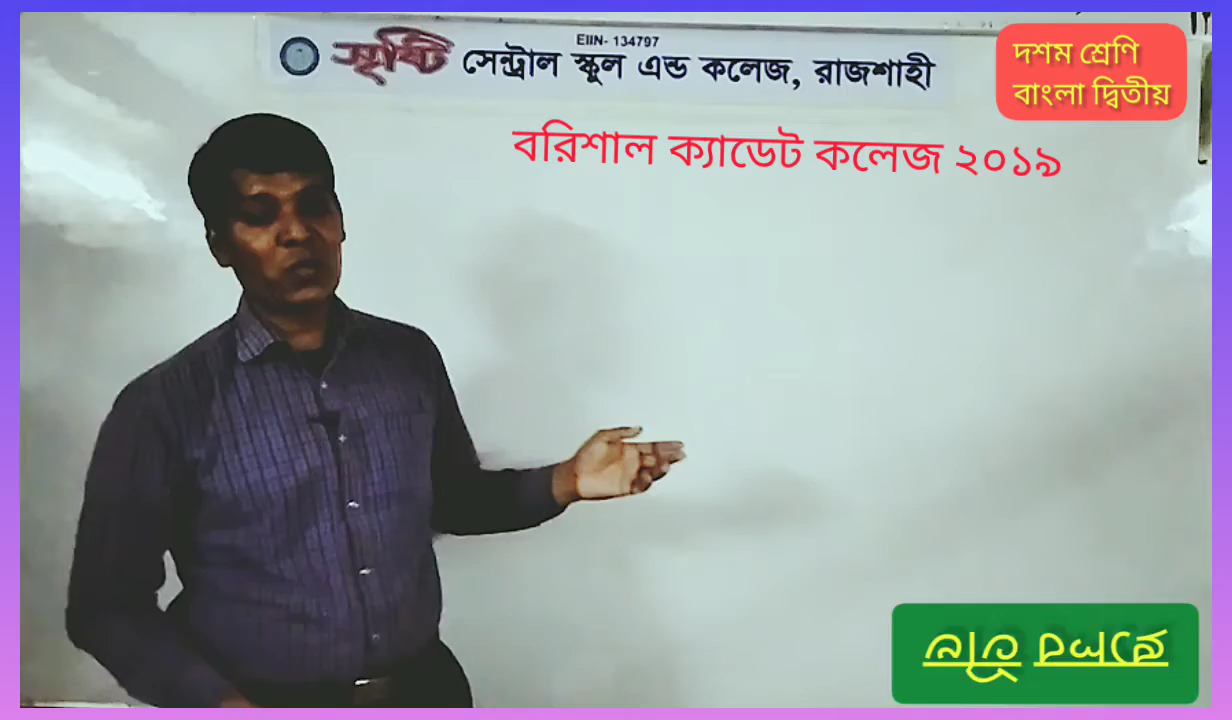 EIIN- 134797
সৃষ্টি সেন্ট্রাল স্কুল এন্ড কলেজ, রাজশাহী
দশম শ্রেণি
বাংলা দ্বিতীয়
বরিশাল ক্যাডেট কলেজ ২০১৯